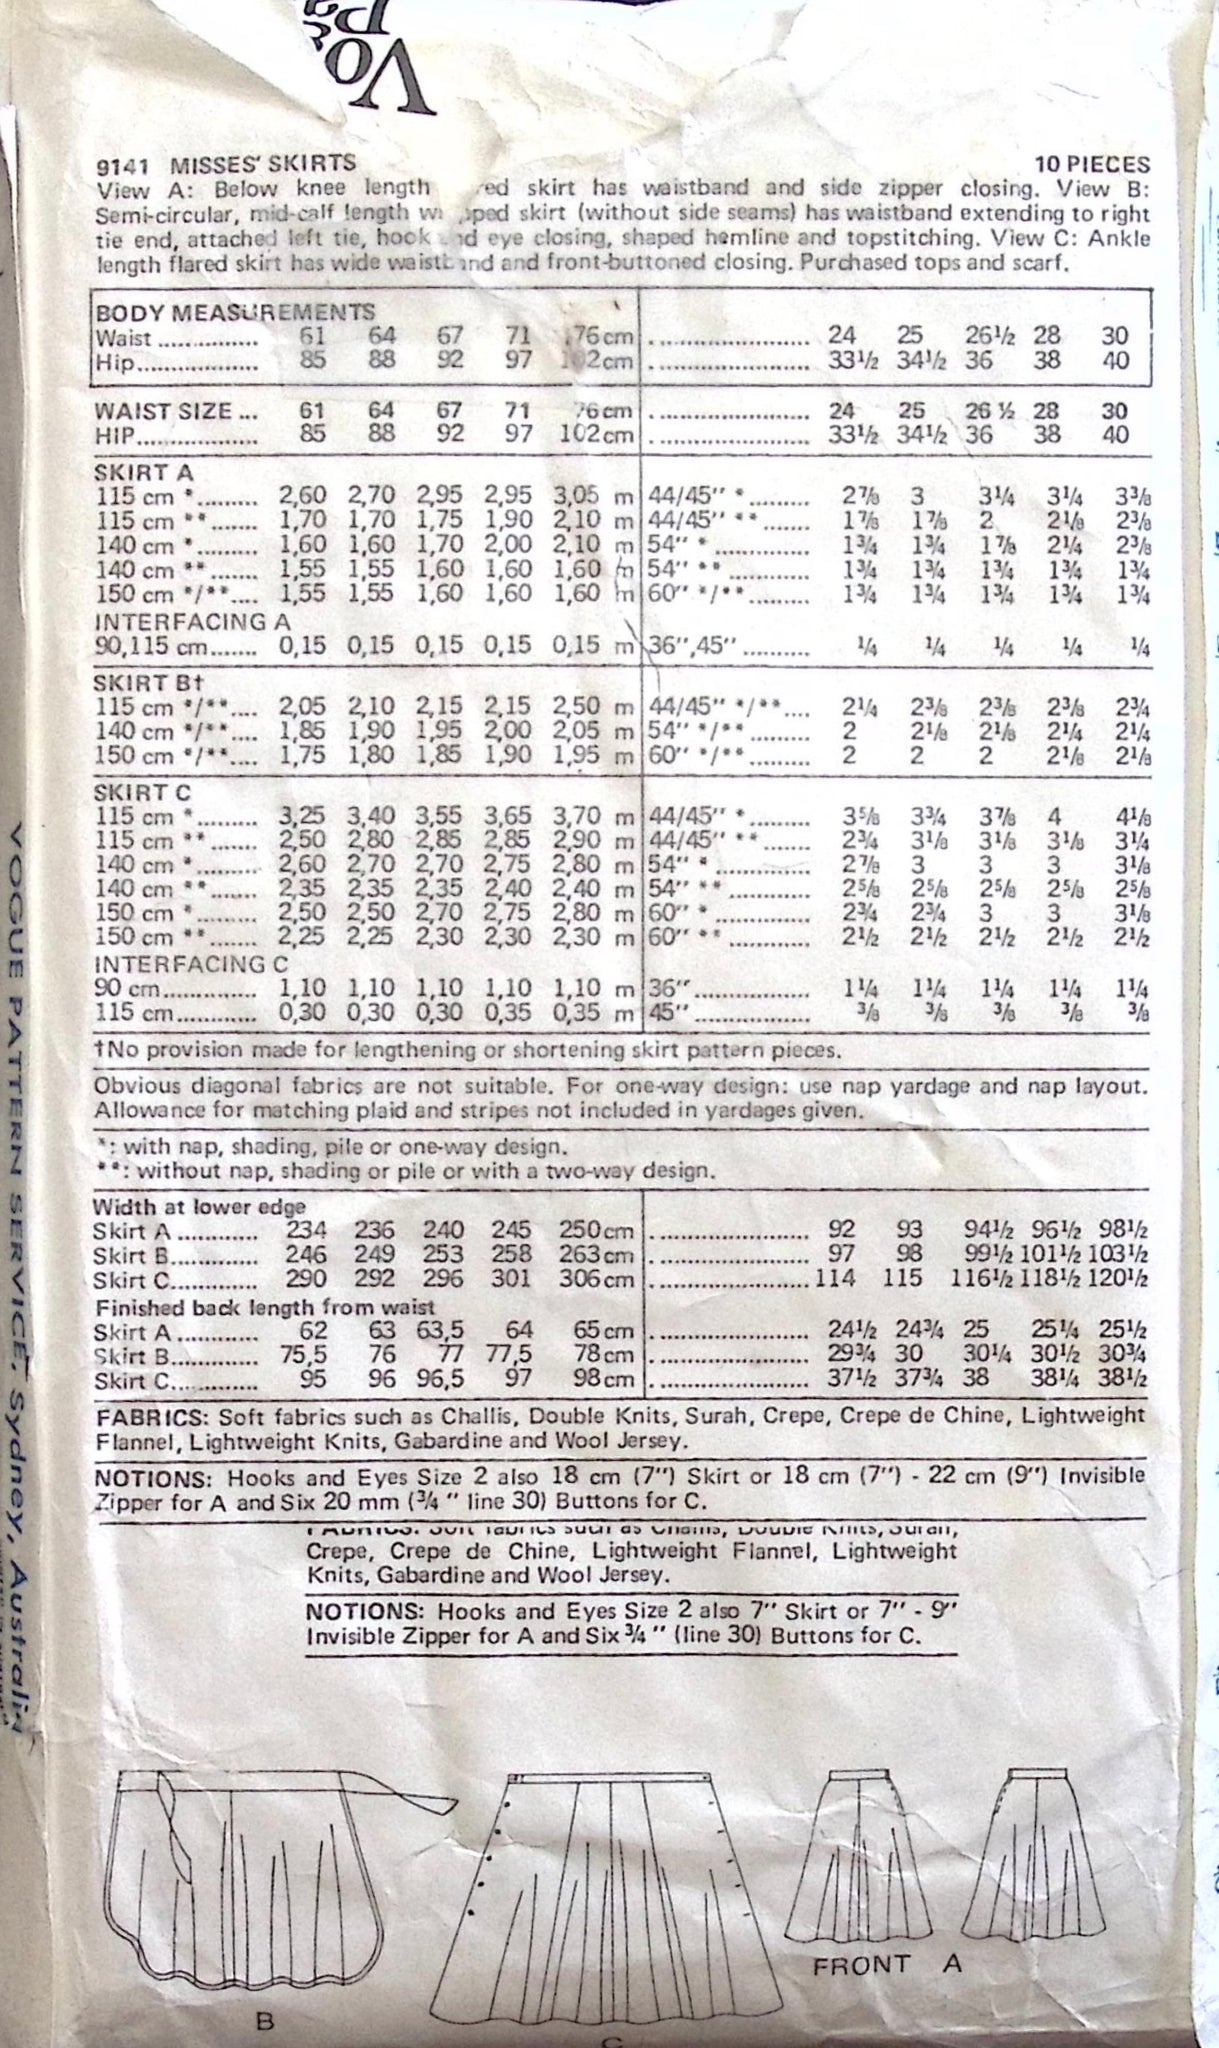 Vo
9141 MISSES' SKIRTS 10 PIECES
View A: Below knee length red skirt has waistband and side zipper closing. View B:
Semi-circular, mid-calf length w pped skirt (without side seams) has waistband extending to right
tie end, attached left tie, hook and eye closing, shaped hemline and topstitching. View C: Ankle
length flared skirt has wide waistband and front-buttoned closing. Purchased tops and scarf.
BODY MEASUREMENTS
Waist ............... 61 64 67 71 76cm ....................... 24 25 26½ 28 30
Hip.................. 85 88 92 97 102cm ....................... 33½ 34½ 36 38 40
WAIST SIZE ... 61 64 67 71 76cm ....................... 24 25 26 ½ 28 30
HIP.................. 85 88 92 97 102cm ....................... 33½ 34½ 36 38 40
SKIRT A
115 cm *......... 2,60 2,70 2,95 2,95 3,05 m 44/45" *......... 2⅞ 3 3¼ 3¼ 3⅜
115 cm **....... 1,70 1,70 1,75 1,90 2,10 m 44/45" **....... 1⅞ 1⅞ 2 2⅛ 2⅜
140 cm *......... 1,60 1,60 1,70 2,00 2,10 m 54" *.............. 1¾ 1¾ 1⅞ 2¼ 2⅜
140 cm **....... 1,55 1,55 1,60 1,60 1,60 m 54" **............ 1¾ 1¾ 1¾ 1¾ 1¾
150 cm */**.... 1,55 1,55 1,60 1,60 1,60 m 60" */**......... 1¾ 1¾ 1¾ 1¾ 1¾
INTERFACING A
90,115 cm....... 0,15 0,15 0,15 0,15 0,15 m 36",45" .......... ¼ ¼ ¼ ¼ ¼
SKIRT B†
115 cm */**.... 2,05 2,10 2,15 2,15 2,50 m 44/45" */**.... 2¼ 2⅜ 2⅜ 2⅜ 2¾
140 cm */**.... 1,85 1,90 1,95 2,00 2,05 m 54" */**......... 2 2⅛ 2⅛ 2¼ 2¼
150 cm */**.... 1,75 1,80 1,85 1,90 1,95 m 60" */**......... 2 2 2 2⅛ 2⅛
SKIRT C
115 cm *......... 3,25 3,40 3,55 3,65 3,70 m 44/45" *......... 3⅝ 3¾ 3⅞ 4 4⅛
115 cm **....... 2,50 2,80 2,85 2,85 2,90 m 44/45" **....... 2¾ 3⅛ 3⅛ 3⅛ 3¼
140 cm *......... 2,60 2,70 2,70 2,75 2,80 m 54" *.............. 2⅞ 3 3 3 3⅛
140 cm **....... 2,35 2,35 2,35 2,40 2,40 m 54" **............ 2⅝ 2⅝ 2⅝ 2⅝ 2⅝
150 cm *......... 2,50 2,50 2,70 2,75 2,80 m 60" *.............. 2¾ 2¾ 3 3 3⅛
150 cm **....... 2,25 2,25 2,30 2,30 2,30 m 60" **............ 2½ 2½ 2½ 2½ 2½
INTERFACING C
90 cm.............. 1,10 1,10 1,10 1,10 1,10 m 36"................. 1¼ 1¼ 1¼ 1¼ 1¼
115 cm............ 0,30 0,30 0,30 0,35 0,35 m 45"................. ⅜ ⅜ ⅜ ⅜ ⅜
†No provision made for lengthening or shortening skirt pattern pieces.
Obvious diagonal fabrics are not suitable. For one-way design: use nap yardage and nap layout.
Allowance for matching plaid and stripes not included in yardages given.
*: with nap, shading, pile or one-way design.
**: without nap, shading or pile or with a two-way design.
Width at lower edge
Skirt A ............ 234 236 240 245 250cm ....................... 92 93 94½ 96½ 98½
Skirt B............. 246 249 253 258 263cm ....................... 97 98 99½ 101½ 103½
Skirt C............. 290 292 296 301 306cm ....................... 114 115 116½ 118½ 120½
Finished back length from waist
Skirt A ............ 62 63 63,5 64 65cm ....................... 24½ 24¾ 25 25¼ 25½
Skirt B............. 75,5 76 77 77,5 78cm ....................... 29¾ 30 30¼ 30½ 30¾
Skirt C............. 95 96 96,5 97 98cm ....................... 37½ 37¾ 38 38¼ 38½
FABRICS: Soft fabrics such as Challis, Double Knits, Surah, Crepe, Crepe de Chine, Lightweight
Flannel, Lightweight Knits, Gabardine and Wool Jersey.
NOTIONS: Hooks and Eyes Size 2 also 18 cm (7") Skirt or 18 cm (7") - 22 cm (9") Invisible
Zipper for A and Six 20 mm (¾ " line 30) Buttons for C.
FABRICS: Soft fabrics such as Challis, Double Knits, Surah,
Crepe, Crepe de Chine, Lightweight Flannel, Lightweight
Knits, Gabardine and Wool Jersey.
NOTIONS: Hooks and Eyes Size 2 also 7" Skirt or 7" - 9"
Invisible Zipper for A and Six ¾ " (line 30) Buttons for C.
FRONT A
B
C
VOGUE PATTERN SERVICE, Sydney, Australia